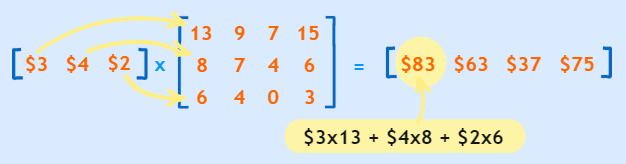 13 9 7 15
[$3 $4 $2] x [8 7 4 6] = [$83 $63 $37 $75]
6 4 0 3
$3x13 + $4x8 + $2x6